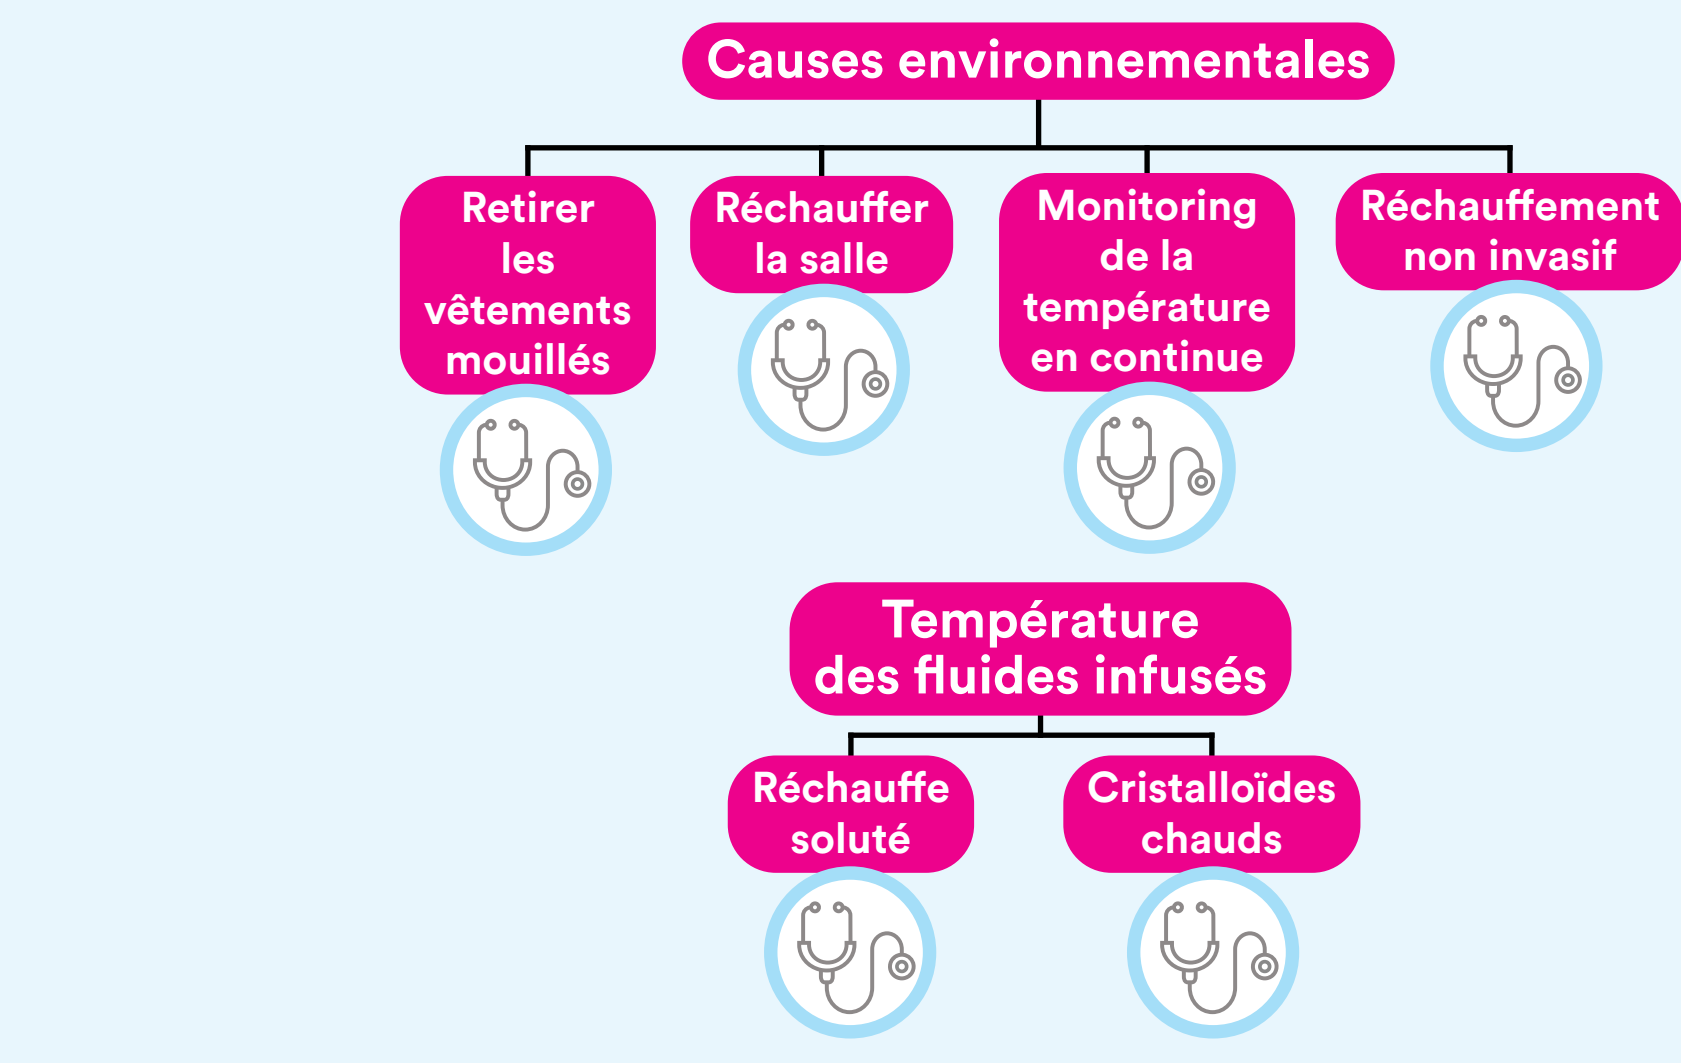 Causes environnementales
Retirer
les
vêtements
mouillés
Réchauffer
la salle
Monitoring
de la
température
en continue
Réchauffement
non invasif
Température
des fluides infusés
Réchauffe
soluté
Cristalloïdes
chauds